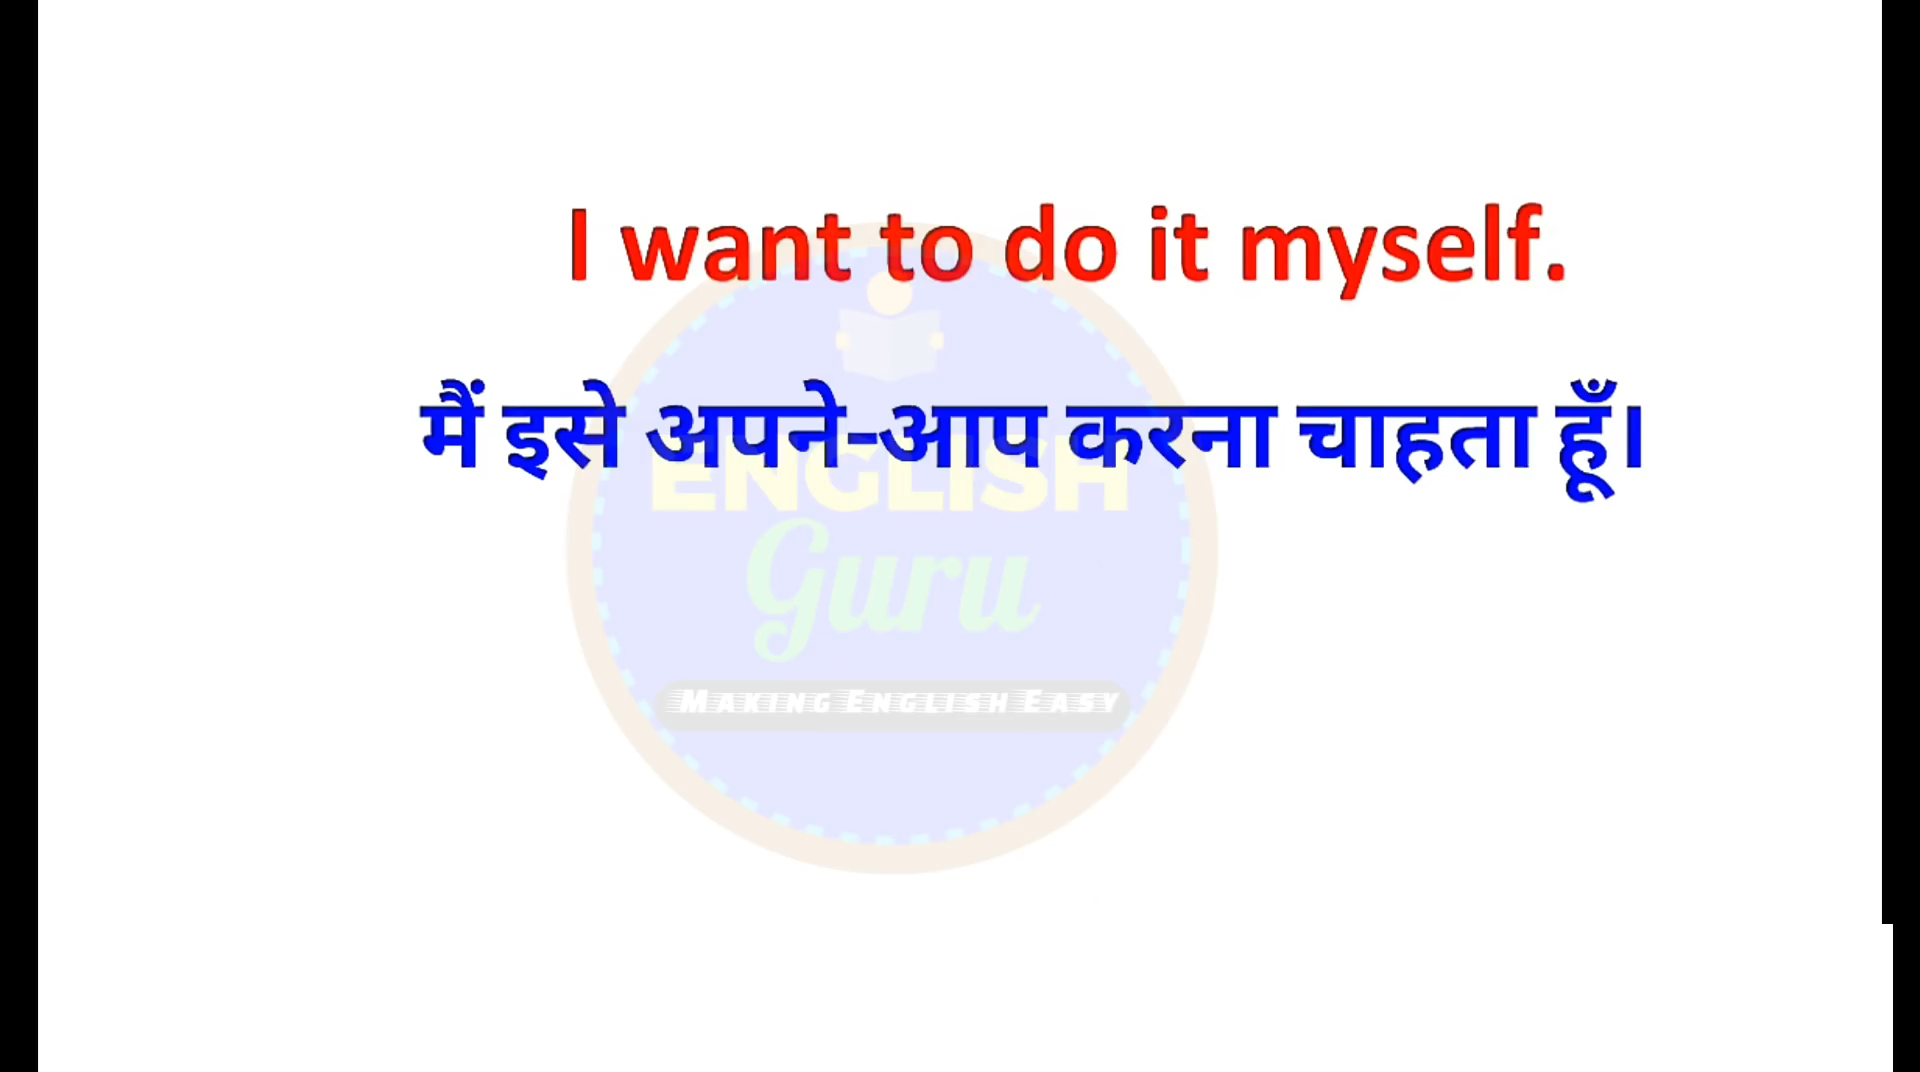 I want to do it myself.
मैं इसे अपने-आप करना चाहता हूँ।
ENGLISH
Guru
MAKING ENGLISH EASY